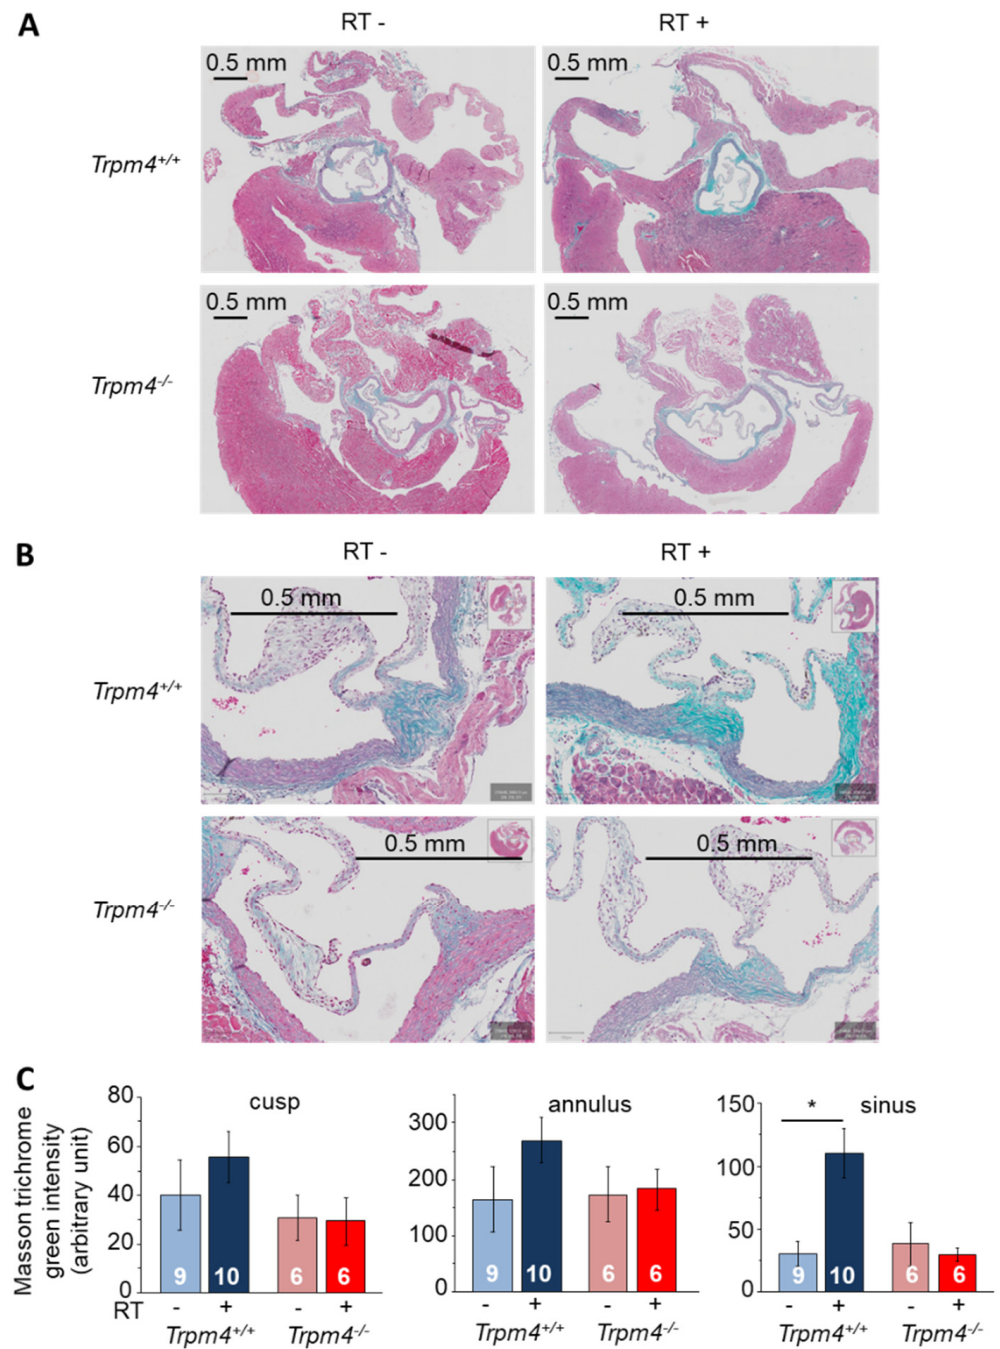 A
RT -
RT +
0.5 mm
0.5 mm
Trpm4+/+
0.5 mm
0.5 mm
Trpm4-/-
B
RT -
RT +
0.5 mm
0.5 mm
Trpm4+/+
0.5 mm
0.5 mm
Trpm4-/-
C
Masson trichrome
green intensity
(arbitrary unit)
cusp
80
60
40
20
0
9
10
6
6
RT
-
+
-
+
Trpm4+/+
Trpm4-/-
annulus
300
200
100
0
9
10
6
6
-
+
-
+
Trpm4+/+
Trpm4-/-
sinus
150
100
50
0
*
9
10
6
6
-
+
-
+
Trpm4+/+
Trpm4-/-